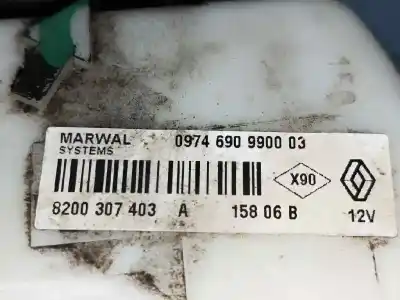 MARWAL 0974 690 9900 03
SYSTEMS
X90
8200 307 403 A 158 06 B 12V